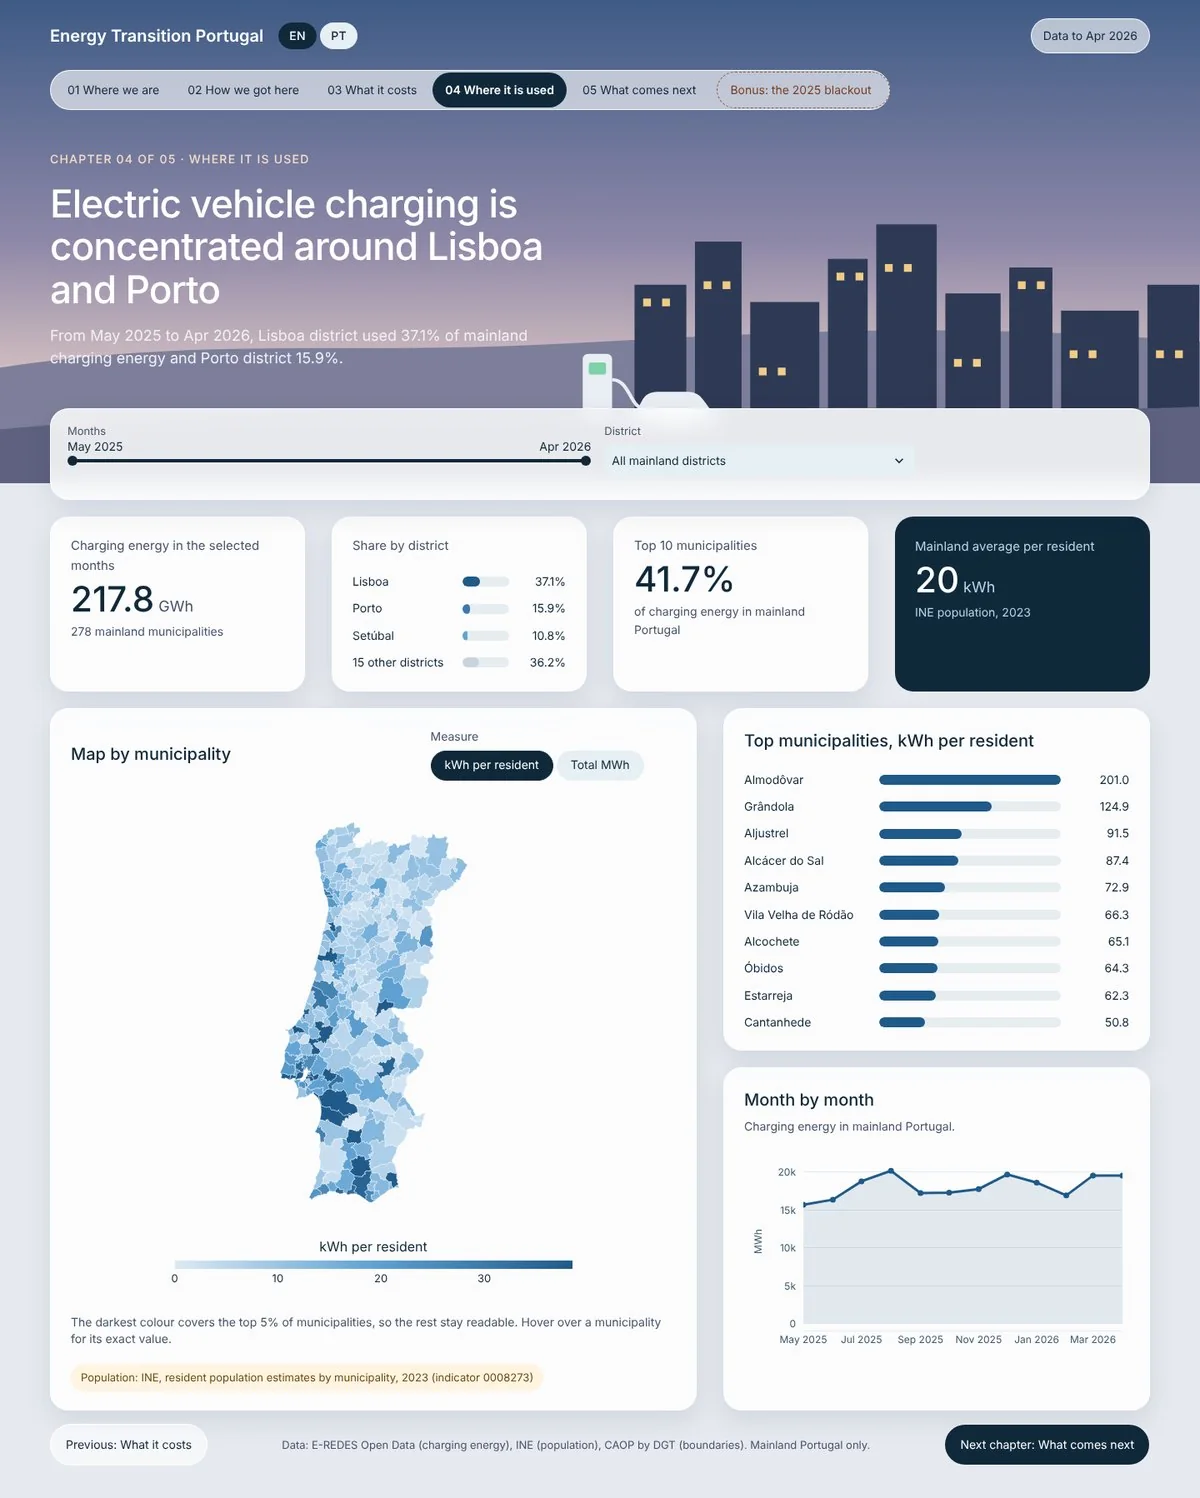 Energy Transition Portugal
EN
PT
Data to Apr 2026
01 Where we are
02 How we got here
03 What it costs
04 Where it is used
05 What comes next
Bonus: the 2025 blackout
CHAPTER 04 OF 05 · WHERE IT IS USED
Electric vehicle charging is
concentrated around Lisboa
and Porto
From May 2025 to Apr 2026, Lisboa district used 37.1% of mainland
charging energy and Porto district 15.9%.
Months
May 2025
Apr 2026
District
All mainland districts
Charging energy in the selected
months
217.8 GWh
278 mainland municipalities
Share by district
Lisboa 37.1%
Porto 15.9%
Setúbal 10.8%
15 other districts 36.2%
Top 10 municipalities
41.7%
of charging energy in mainland
Portugal
Mainland average per resident
20 kWh
INE population, 2023
Map by municipality
Measure
kWh per resident
Total MWh
kWh per resident
0 10 20 30
The darkest colour covers the top 5% of municipalities, so the rest stay readable. Hover over a municipality
for its exact value.
Population: INE, resident population estimates by municipality, 2023 (indicator 0008273)
Top municipalities, kWh per resident
Almodôvar 201.0
Grândola 124.9
Aljustrel 91.5
Alcácer do Sal 87.4
Azambuja 72.9
Vila Velha de Ródão 66.3
Alcochete 65.1
Óbidos 64.3
Estarreja 62.3
Cantanhede 50.8
Month by month
Charging energy in mainland Portugal.
MWh
20k
15k
10k
5k
0
May 2025 Jul 2025 Sep 2025 Nov 2025 Jan 2026 Mar 2026
Previous: What it costs
Data: E-REDES Open Data (charging energy), INE (population), CAOP by DGT (boundaries). Mainland Portugal only.
Next chapter: What comes next